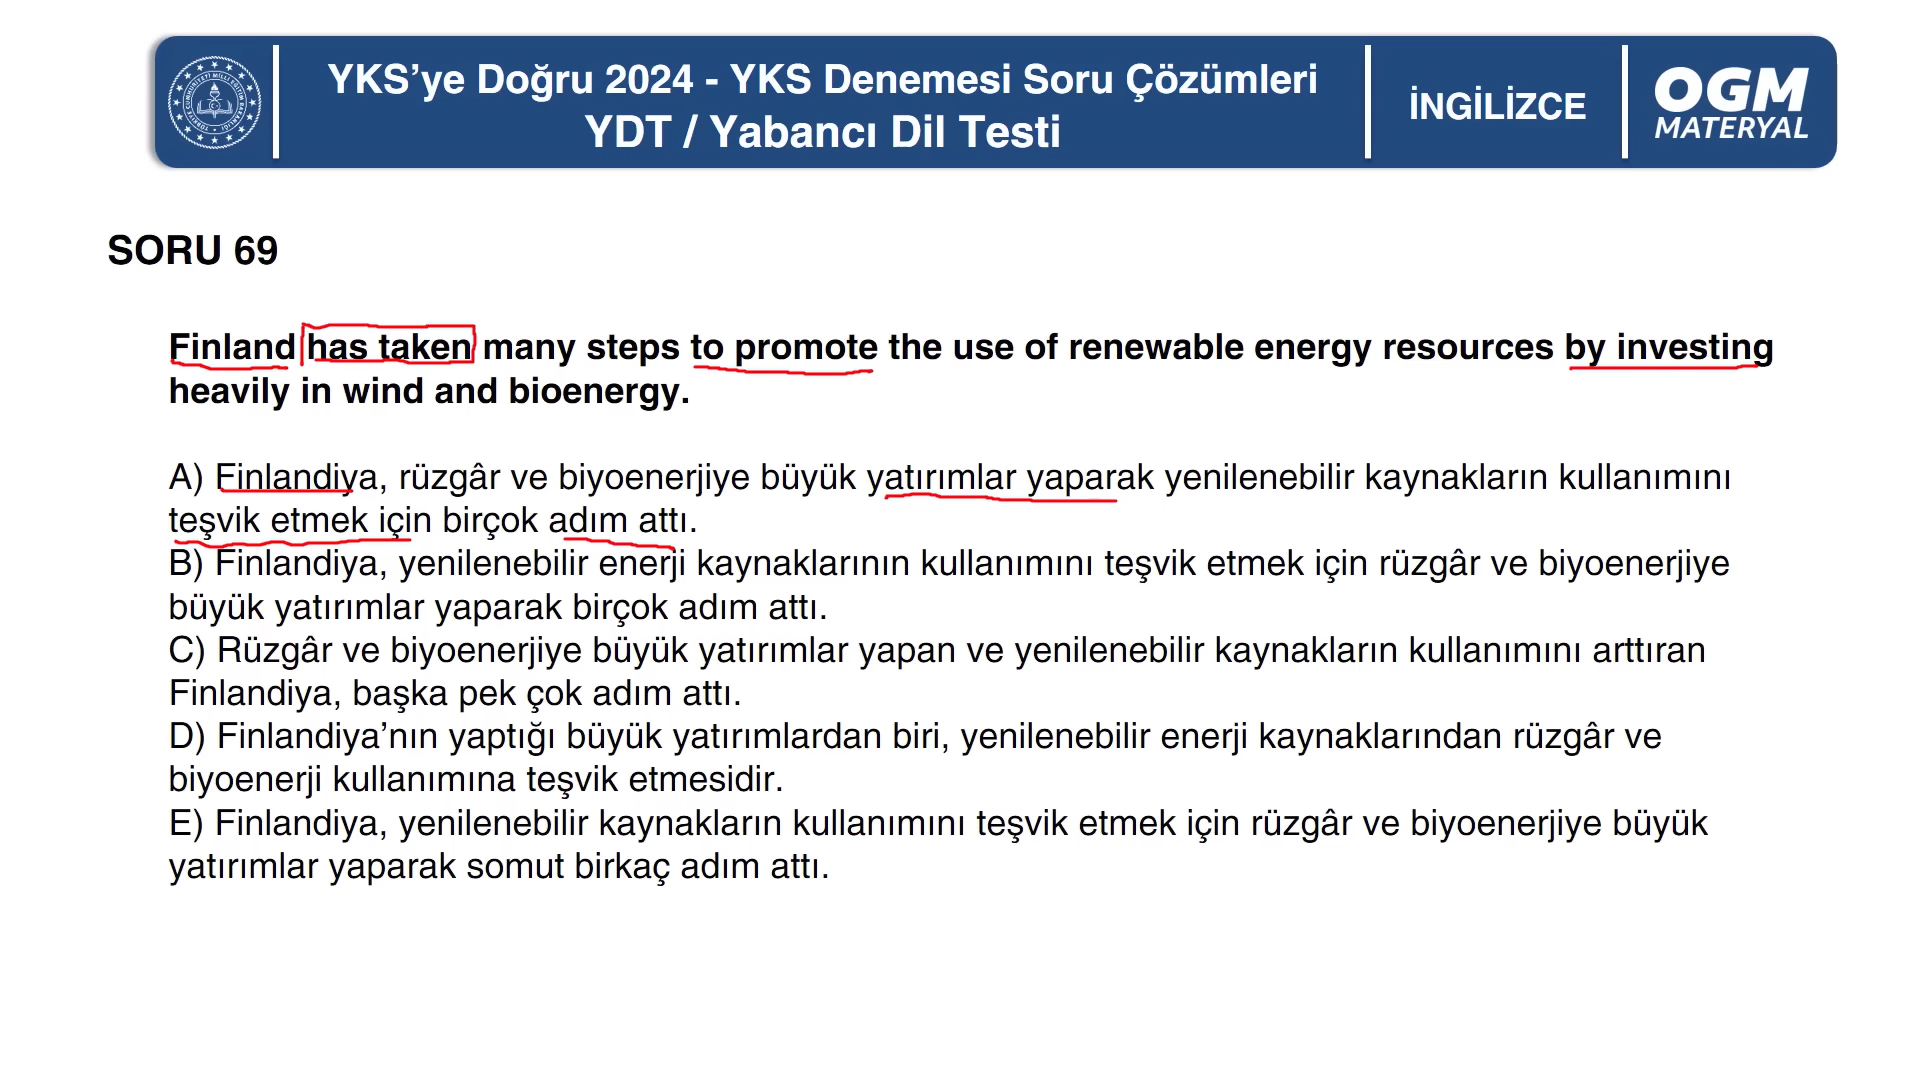 YKS'ye Doğru 2024 - YKS Denemesi Soru Çözümleri
YDT / Yabancı Dil Testi
İNGİLİZCE
OGM
MATERYAL
SORU 69
Finland has taken many steps to promote the use of renewable energy resources by investing
heavily in wind and bioenergy.
A) Finlandiya, rüzgâr ve biyoenerjiye büyük yatırımlar yaparak yenilenebilir kaynakların kullanımını
teşvik etmek için birçok adım attı.
B) Finlandiya, yenilenebilir enerji kaynaklarının kullanımını teşvik etmek için rüzgâr ve biyoenerjiye
büyük yatırımlar yaparak birçok adım attı.
C) Rüzgâr ve biyoenerjiye büyük yatırımlar yapan ve yenilenebilir kaynakların kullanımını arttıran
Finlandiya, başka pek çok adım attı.
D) Finlandiya'nın yaptığı büyük yatırımlardan biri, yenilenebilir enerji kaynaklarından rüzgâr ve
biyoenerji kullanımına teşvik etmesidir.
E) Finlandiya, yenilenebilir kaynakların kullanımını teşvik etmek için rüzgâr ve biyoenerjiye büyük
yatırımlar yaparak somut birkaç adım attı.